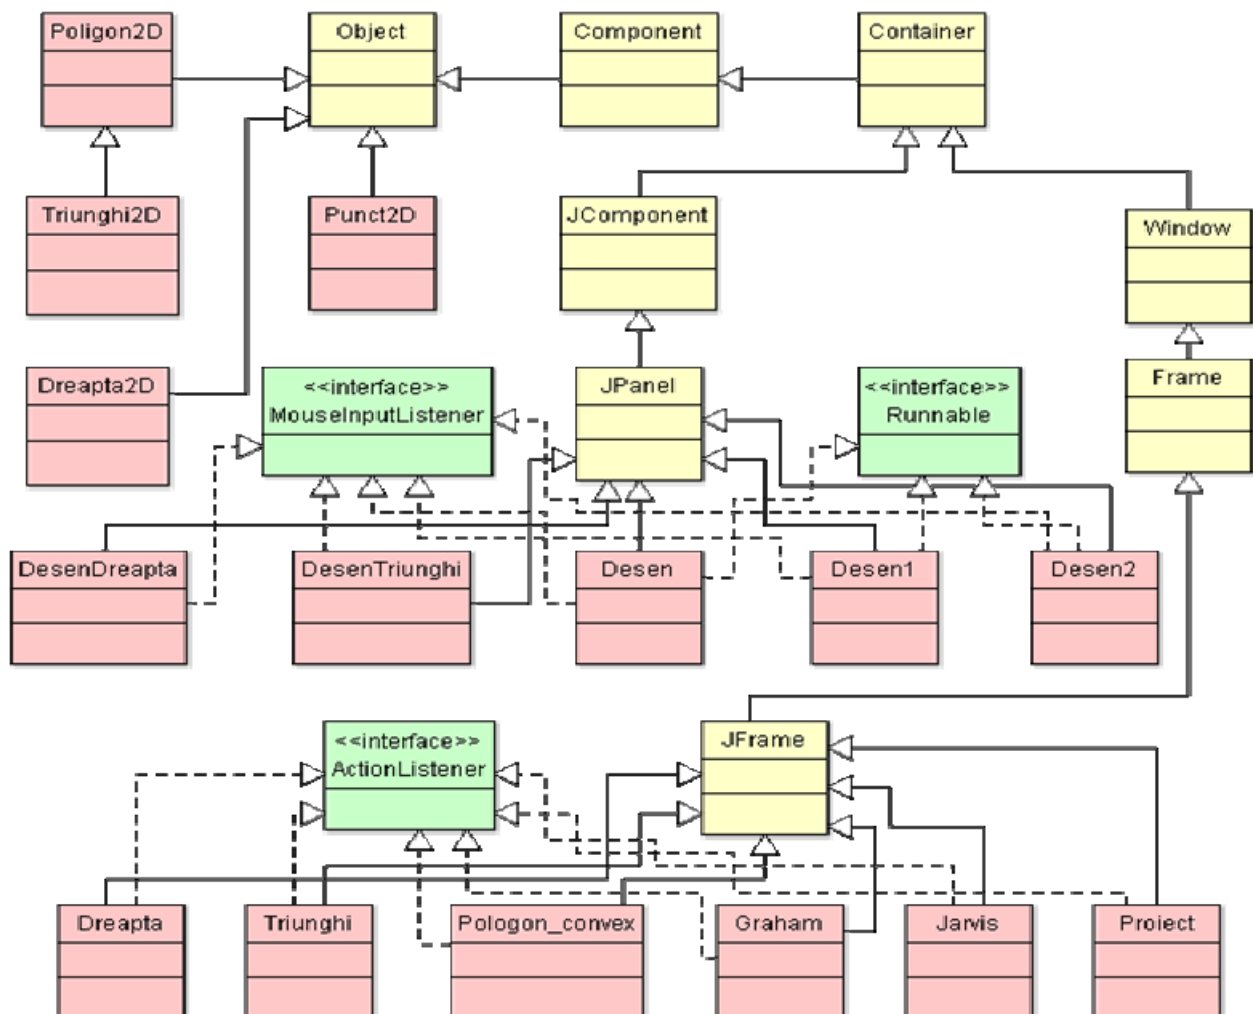 Poligon2D
Object
Component
Container
Triunghi2D
Punct2D
JComponent
Window
Dreapta2D
<<interface>>
MouseInputListener
JPanel
<<interface>>
Runnable
Frame
DesenDreapta
DesenTriunghi
Desen
Desen1
Desen2
<<interface>>
ActionListener
JFrame
Dreapta
Triunghi
Pologon_convex
Graham
Jarvis
Proiect